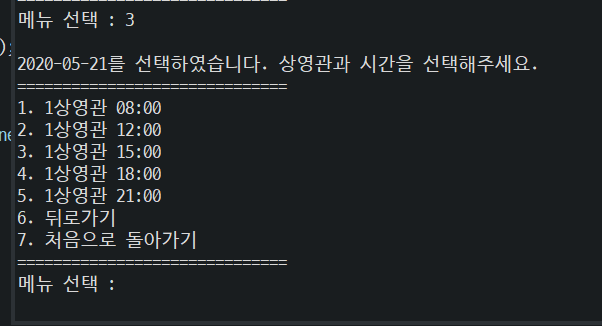 ==============================
메뉴 선택 : 3
2020-05-21를 선택하였습니다. 상영관과 시간을 선택해주세요.
==============================
1. 1상영관 08:00
2. 1상영관 12:00
3. 1상영관 15:00
4. 1상영관 18:00
5. 1상영관 21:00
6. 뒤로가기
7. 처음으로 돌아가기
==============================
메뉴 선택 :